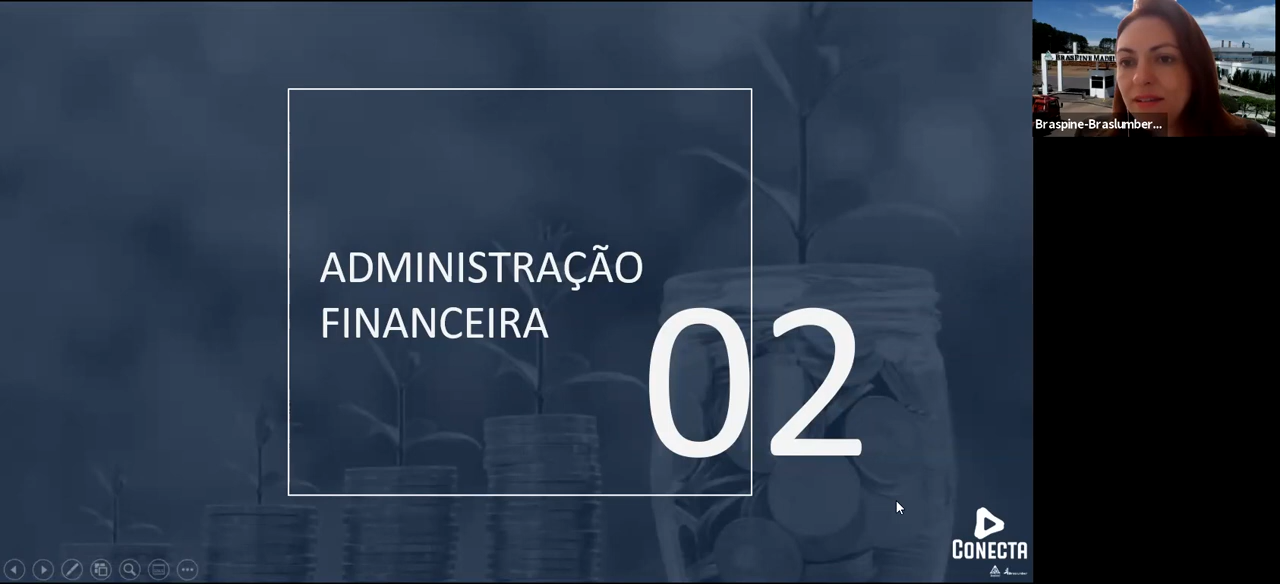 ADMINISTRAÇÃO
FINANCEIRA
02
CONECTA
Braspine-Braslumber...